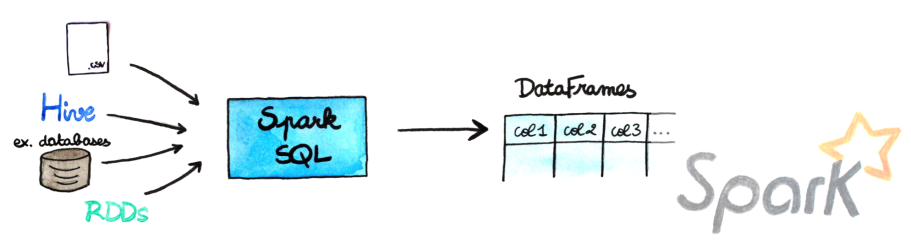 .csv
Hive
ex. databases
RDDs
Spark
SQL
DataFrames
col1 col2 col3 ...
Spark